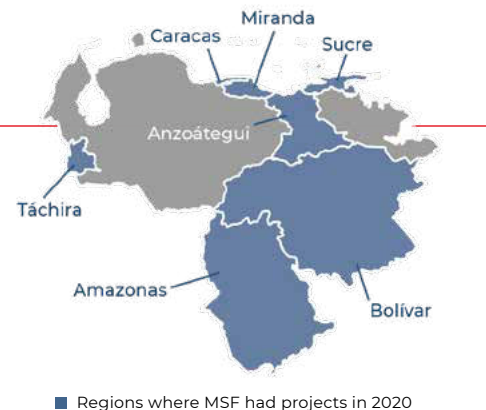 Miranda
Caracas
Sucre
Anzoátegui
Táchira
Amazonas
Bolívar
Regions where MSF had projects in 2020